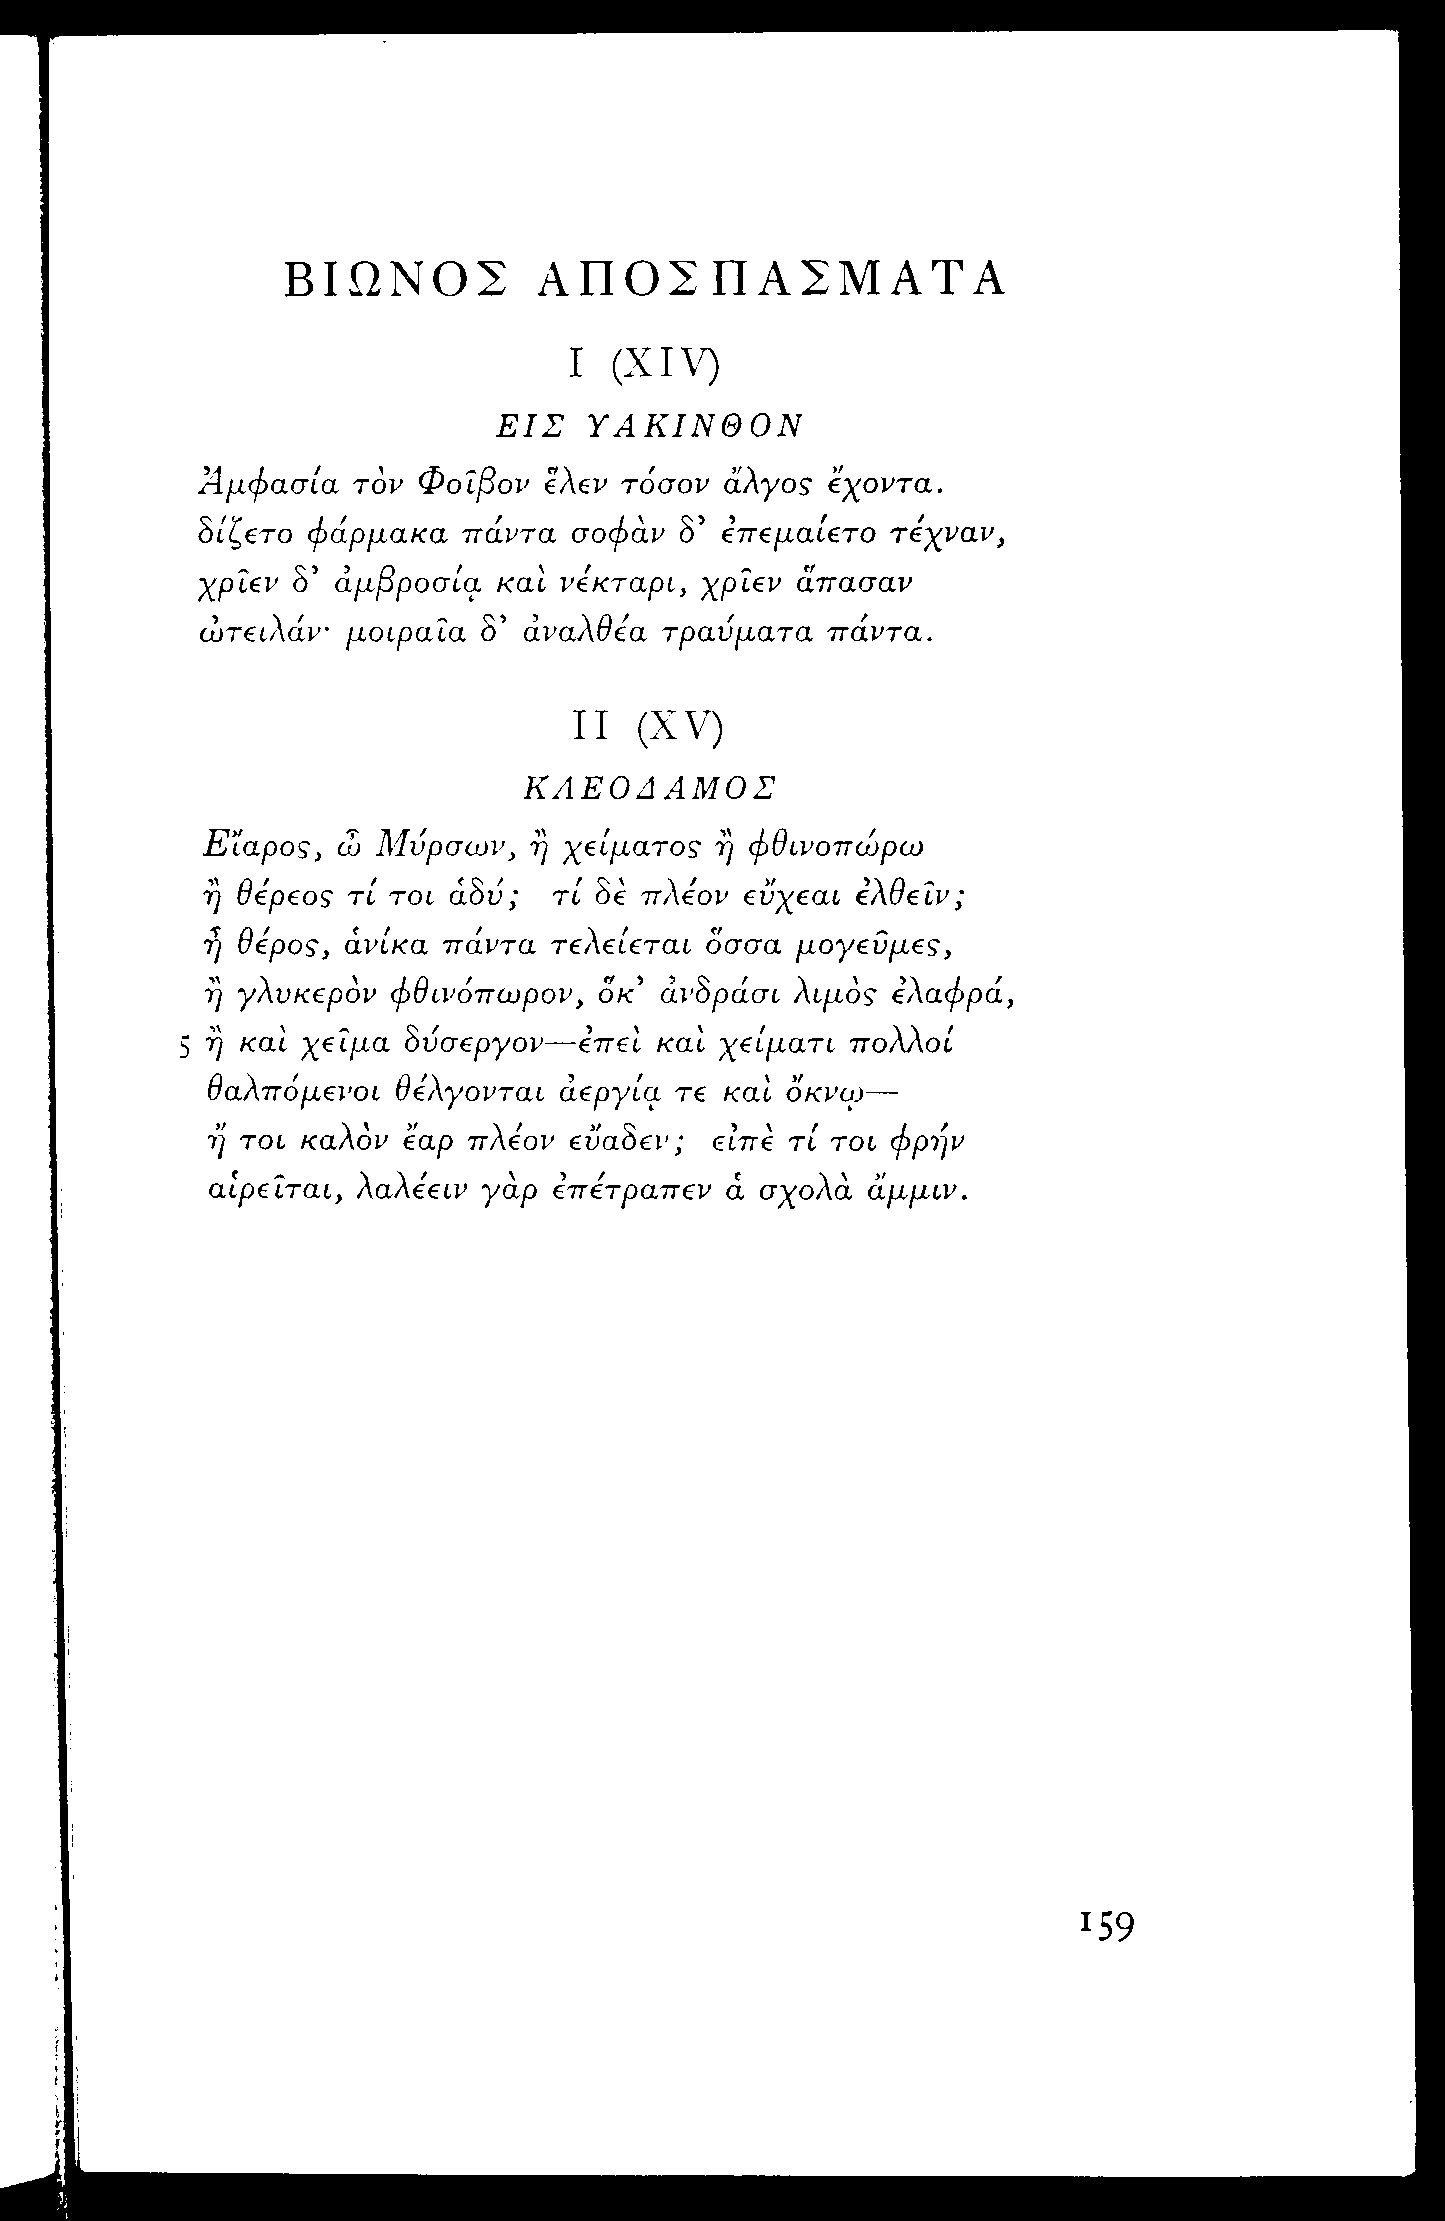 ΒΙΩΝΟΣ ΑΠΟΣΠΑΣΜΑΤΑ
I (XIV)
ΕΙΣ ΥΑΚΙΝΘΟΝ
Ἀμφασία τὸν Φοῖβον ἕλεν τόσον ἄλγος ἔχοντα.
δίζετο φάρμακα πάντα σοφὰν δ’ ἐπεμαίετο τέχναν,
χρῖεν δ’ ἀμβροσίᾳ καὶ νέκταρι, χρῖεν ἅπασαν
ὠτειλάν· μοιραῖα δ’ ἀναλθέα τραύματα πάντα.
II (XV)
ΚΛΕΟΔΑΜΟΣ
Εἴαρος, ὦ Μύρσων, ἢ χείματος ἢ φθινοπώρω
ἢ θέρεος τί τοι ἁδύ; τί δὲ πλέον εὔχεαι ἐλθεῖν;
ἦ θέρος, ἁνίκα πάντα τελείεται ὅσσα μογεῦμες,
ἢ γλυκερὸν φθινόπωρον, ὅκ’ ἀνδράσι λιμὸς ἐλαφρά,
5 ἢ καὶ χεῖμα δύσεργον—ἐπεὶ καὶ χείματι πολλοί
θαλπόμενοι θέλγονται ἀεργίᾳ τε καὶ ὄκνῳ—
ἤ τοι καλὸν ἔαρ πλέον εὔαδεν; εἰπὲ τί τοι φρήν
αἱρεῖται, λαλέειν γὰρ ἐπέτραπεν ἁ σχολὰ ἄμμιν.
159